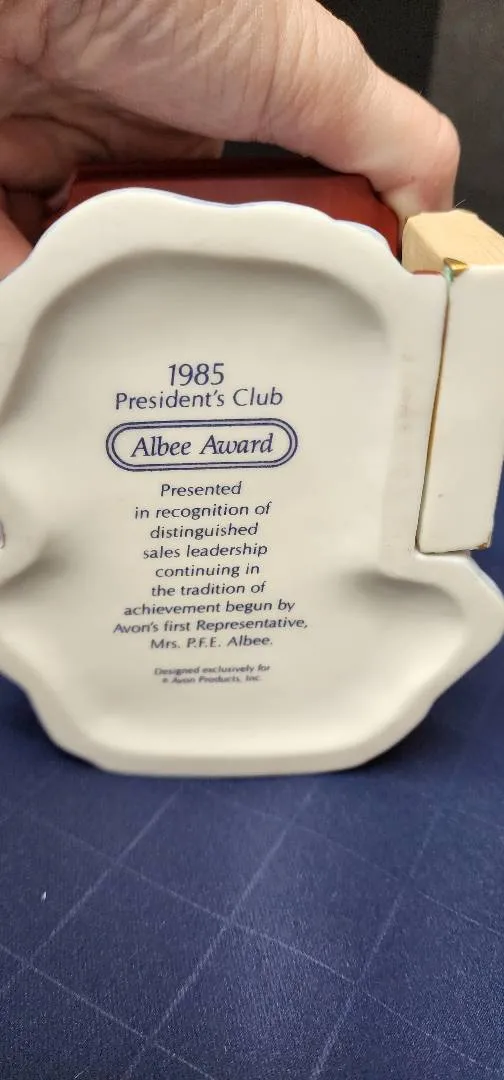 1985
President's Club
Albee Award
Presented
in recognition of
distinguished
sales leadership
continuing in
the tradition of
achievement begun by
Avon's first Representative,
Mrs. P.F.E. Albee.
Designed exclusively for
© Avon Products, Inc.